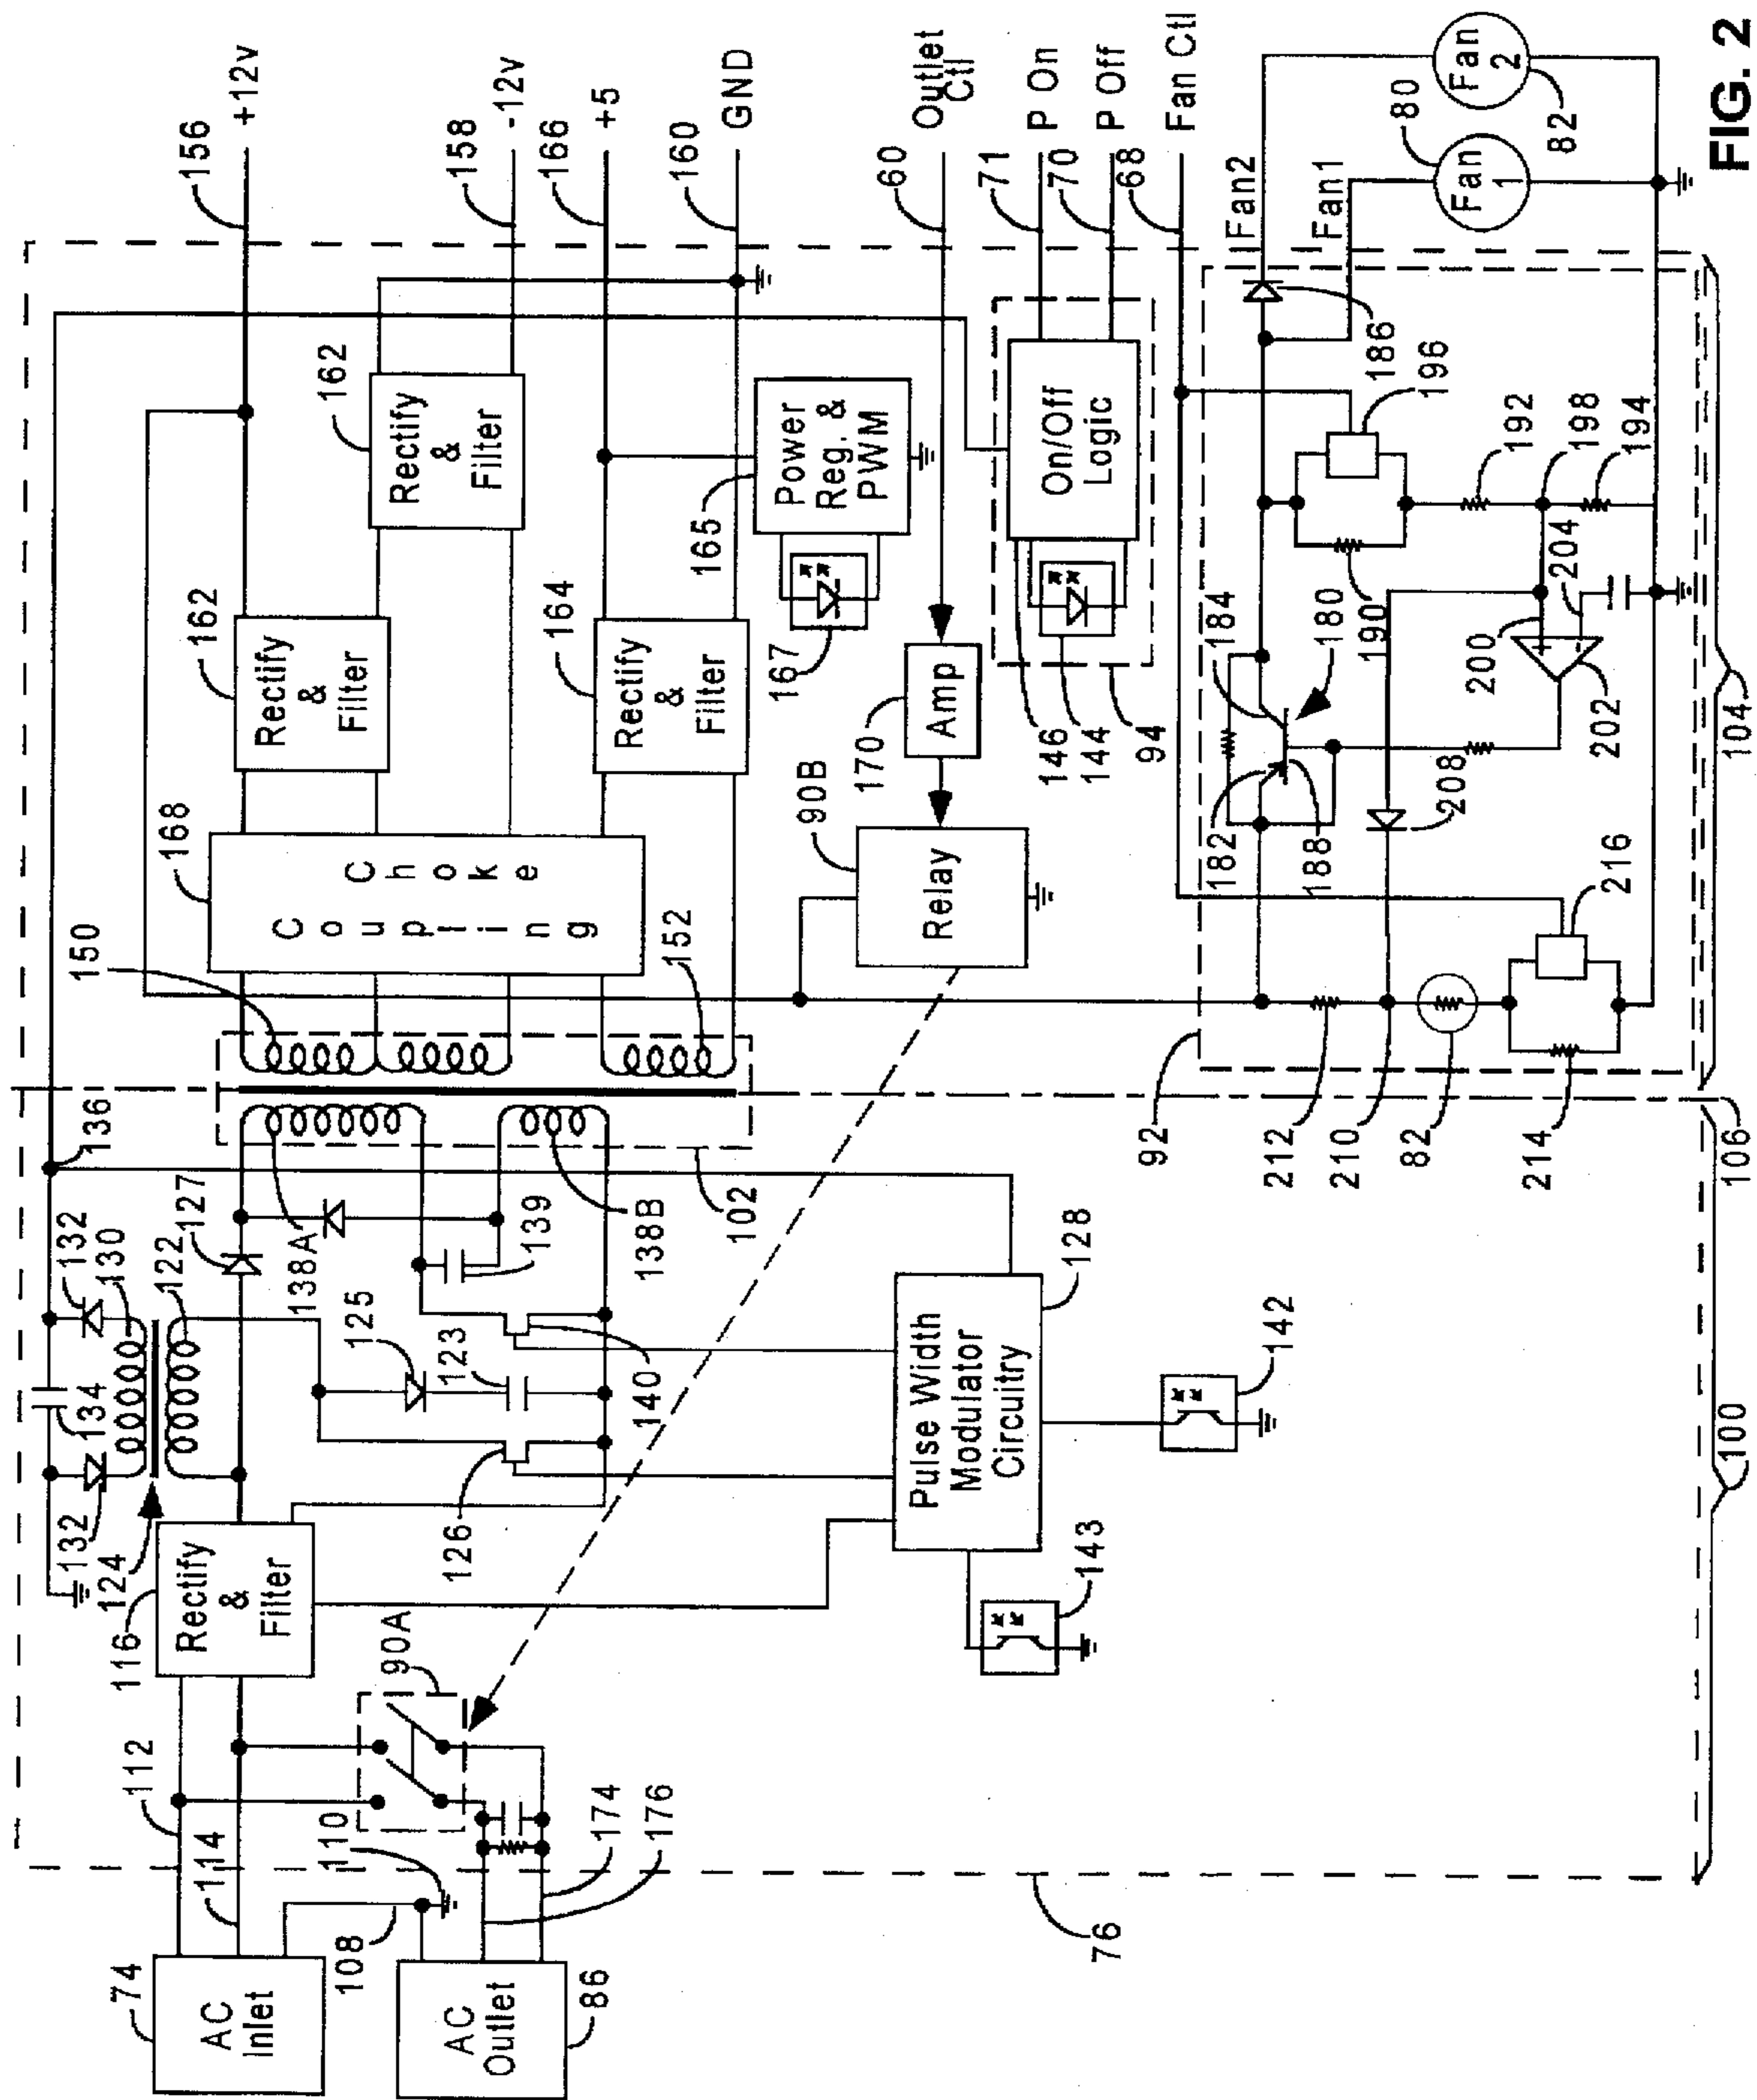 74
AC
Inlet
108
AC
Outlet
86
112
114
110
176
174
76
116
Rectify
&
Filter
90A
132
124
134
132
130
122
127
136
138A
125
123
139
138B
102
126
140
Pulse Width
Modulator
Circuitry
128
143
142
100
106
150
168
Coupling
Choke
152
162
Rectify
&
Filter
162
Rectify
&
Filter
164
Rectify
&
Filter
165
Power
Reg. &
PWM
167
90B
Relay
170
Amp
156
+12v
158
-12v
166
+5
160
GND
60
Outlet
Ctl
71
P On
70
P Off
68
Fan Ctl
146
144
94
On/Off
Logic
92
212
210
82
214
216
182
188
184
180
190
208
200
+
-
204
202
186
196
192
198
194
Fan2
Fan1
80
Fan
1
Fan
2
82
104
FIG. 2